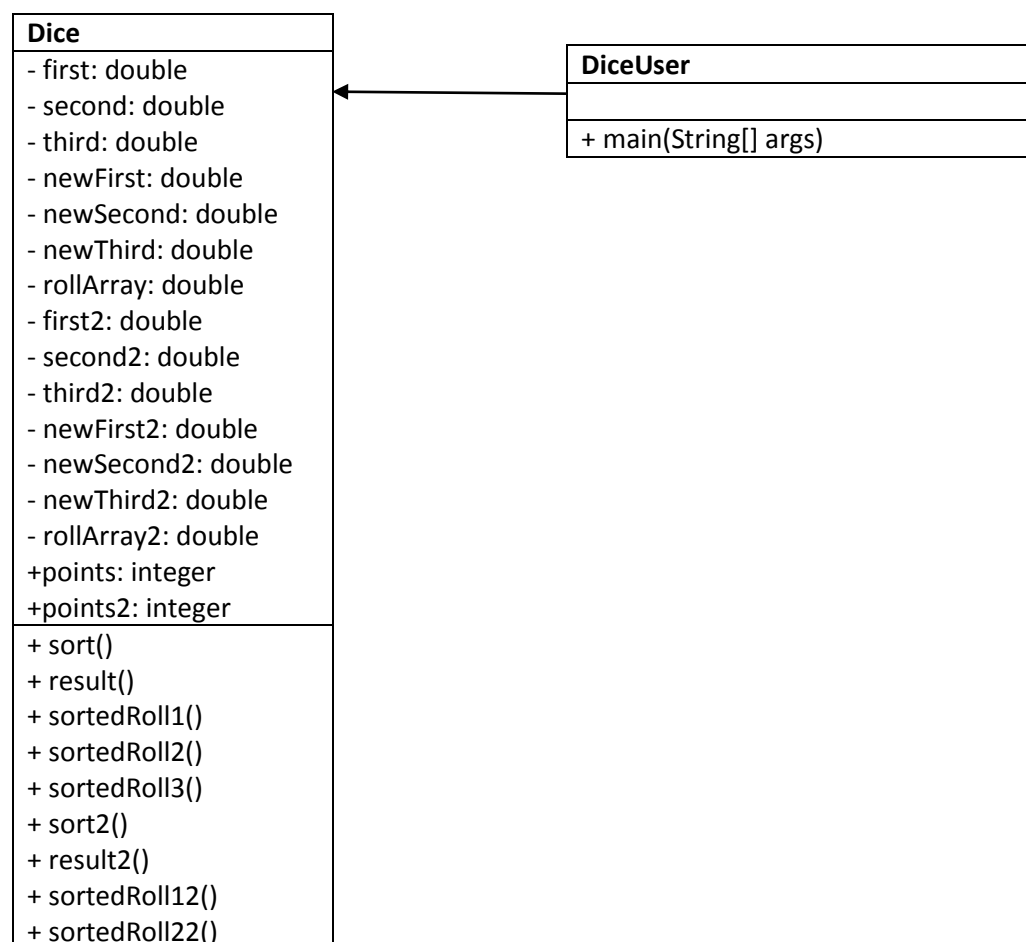 Dice
- first: double
- second: double
- third: double
- newFirst: double
- newSecond: double
- newThird: double
- rollArray: double
- first2: double
- second2: double
- third2: double
- newFirst2: double
- newSecond2: double
- newThird2: double
- rollArray2: double
+points: integer
+points2: integer
+ sort()
+ result()
+ sortedRoll1()
+ sortedRoll2()
+ sortedRoll3()
+ sort2()
+ result2()
+ sortedRoll12()
+ sortedRoll22()
DiceUser
+ main(String[] args)